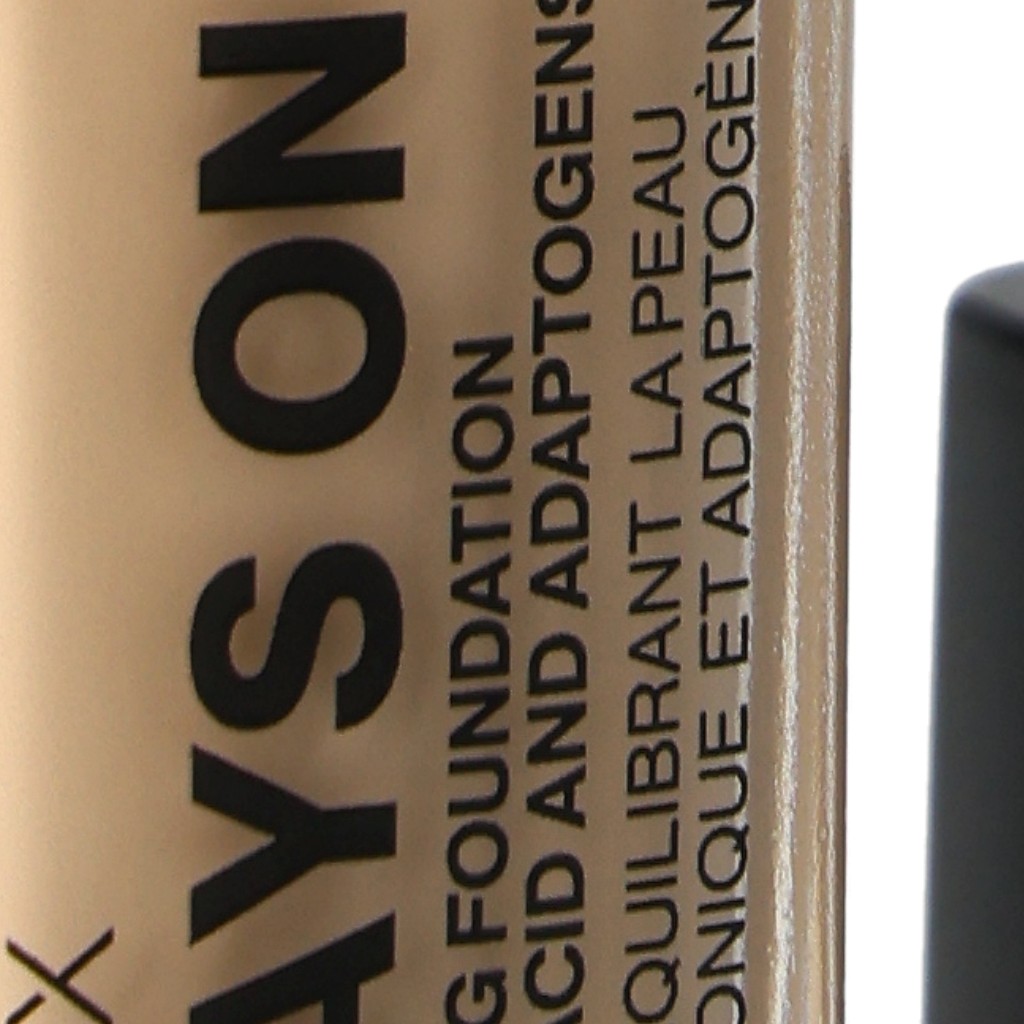 AYS ON
G FOUNDATION
ACID AND ADAPTOGENS
QUILIBRANT LA PEAU
ONIQUE ET ADAPTOGÈN